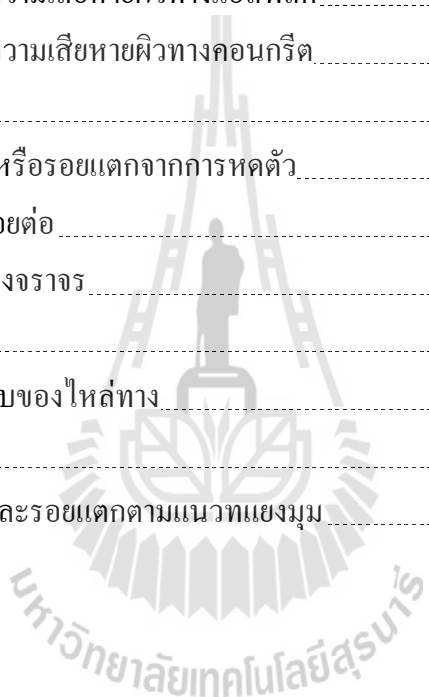 ความเสียหายผิวทางคอนกรีต
หรือรอยแตกจากการหดตัว
อยต่อ
งจราจร
บของไหล่ทาง
ละรอยแตกตามแนวทแยงมุม
มหาวิทยาลัยเทคโนโลยีสุรนารี